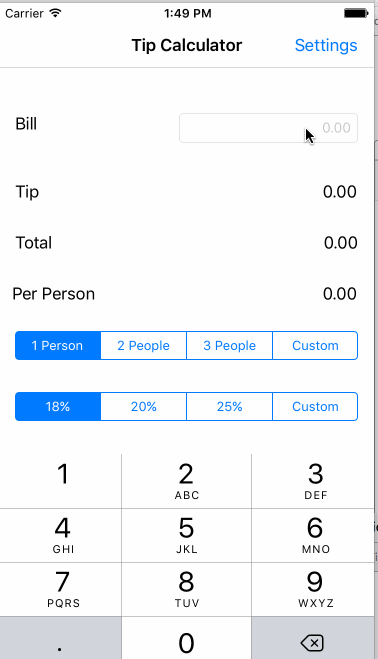 Carrier 1:49 PM
Tip Calculator Settings
Bill 0.00
Tip 0.00
Total 0.00
Per Person 0.00
1 Person 2 People 3 People Custom
18% 20% 25% Custom
1 2 3
ABC DEF
4 5 6
GHI JKL MNO
7 8 9
PQRS TUV WXYZ
. 0